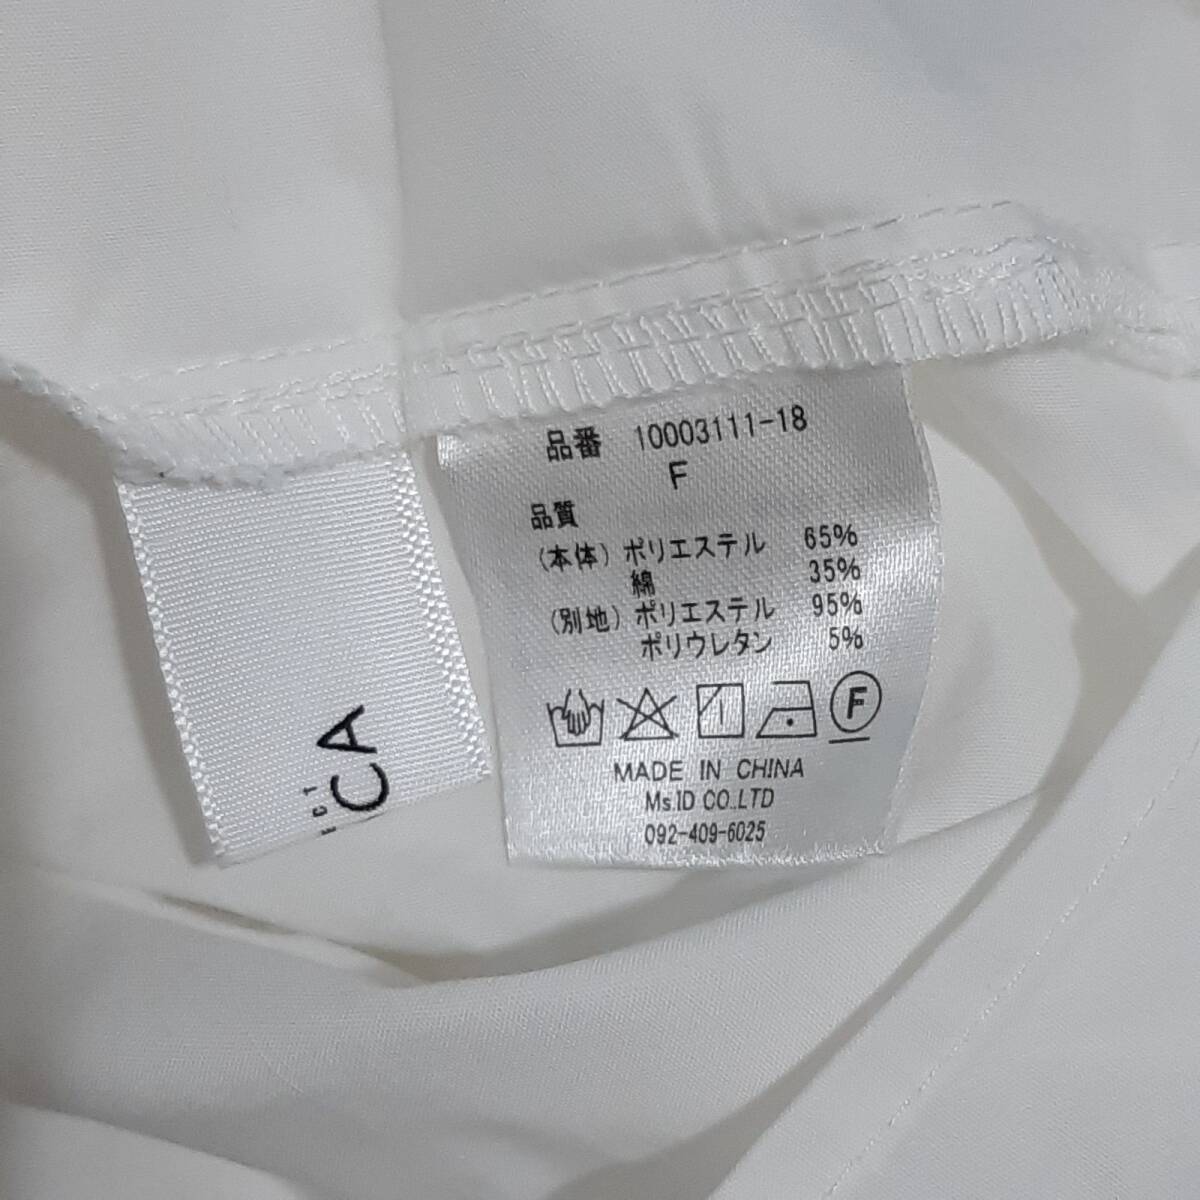 品番 10003111-18
F
品質
(本体) ポリエステル 65%
綿 35%
(別地) ポリエステル 95%
ポリウレタン 5%
F
MADE IN CHINA
Ms.ID CO.,LTD
092-409-6025
CA
ECT